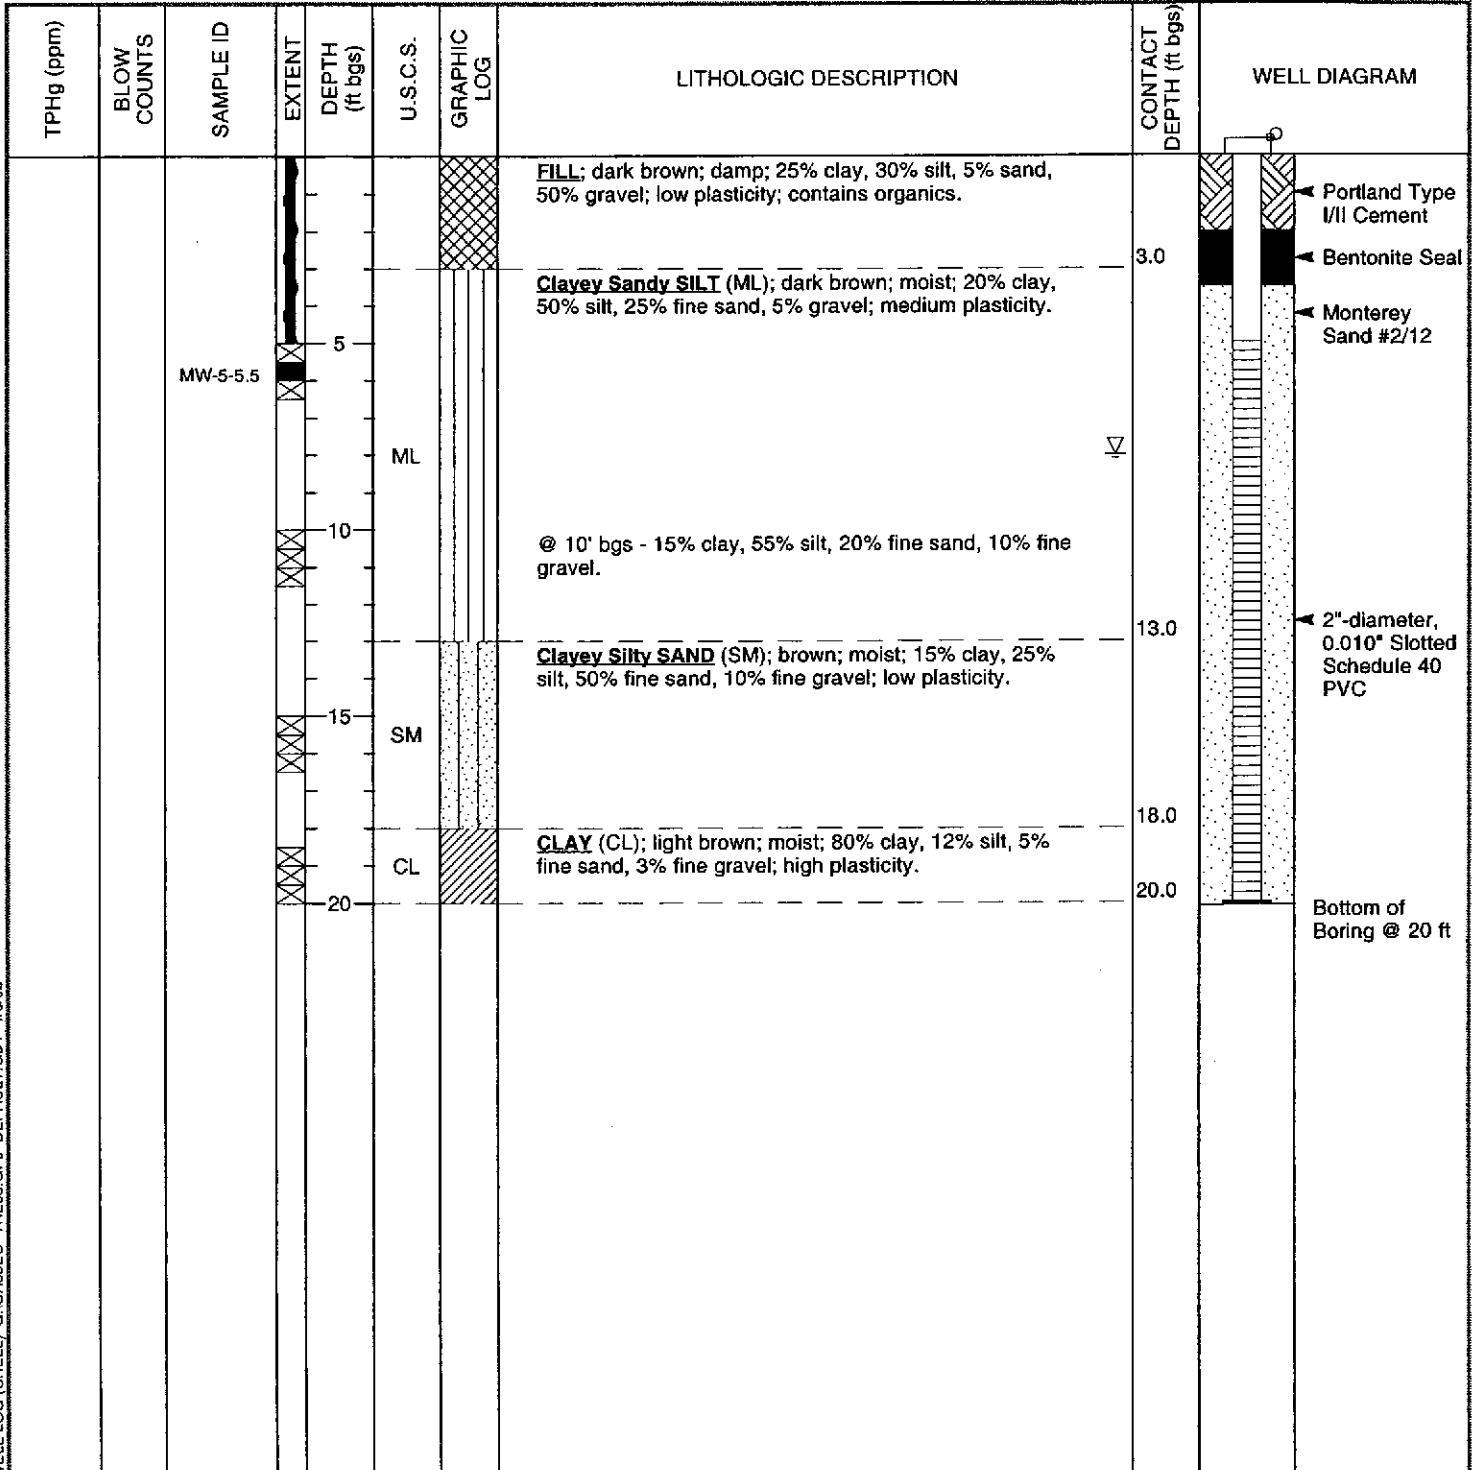 TPHg (ppm)
BLOW
COUNTS
SAMPLE ID
EXTENT
DEPTH
(ft bgs)
U.S.C.S.
GRAPHIC
LOG
LITHOLOGIC DESCRIPTION
CONTACT
DEPTH (ft bgs)
WELL DIAGRAM
FILL; dark brown; damp; 25% clay, 30% silt, 5% sand,
50% gravel; low plasticity; contains organics.
Portland Type
I/II Cement
3.0
Bentonite Seal
Clayey Sandy SILT (ML); dark brown; moist; 20% clay,
50% silt, 25% fine sand, 5% gravel; medium plasticity.
Monterey
Sand #2/12
5
MW-5-5.5
ML
10
@ 10' bgs - 15% clay, 55% silt, 20% fine sand, 10% fine
gravel.
13.0
2"-diameter,
0.010" Slotted
Schedule 40
PVC
Clayey Silty SAND (SM); brown; moist; 15% clay, 25%
silt, 50% fine sand, 10% fine gravel; low plasticity.
15
SM
18.0
CLAY (CL); light brown; moist; 80% clay, 12% silt, 5%
fine sand, 3% fine gravel; high plasticity.
CL
20.0
20
Bottom of
Boring @ 20 ft